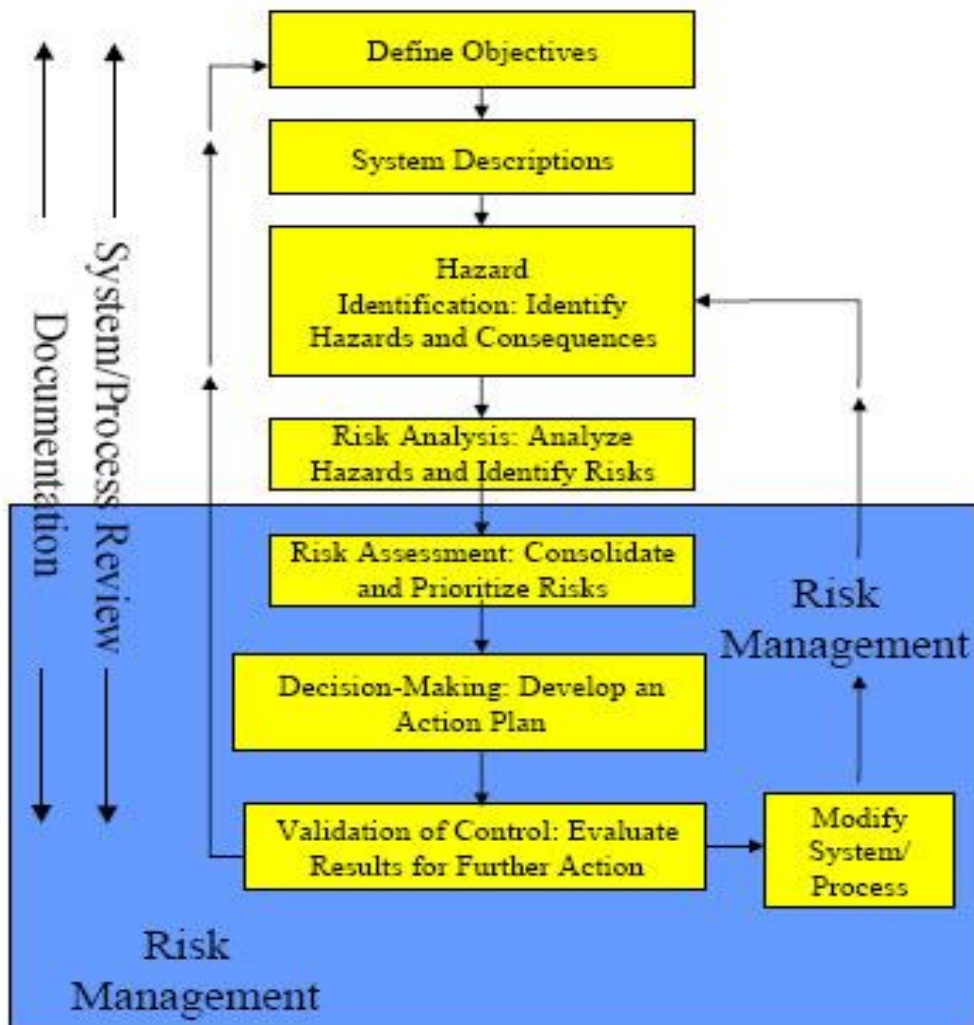 Define Objectives
System Descriptions
Hazard
Identification: Identify
Hazards and Consequences
Risk Analysis: Analyze
Hazards and Identify Risks
Risk Assessment: Consolidate
and Prioritize Risks
Decision-Making: Develop an
Action Plan
Validation of Control: Evaluate
Results for Further Action
Modify
System/
Process
Risk
Management
Risk
Management
System/Process Review
Documentation